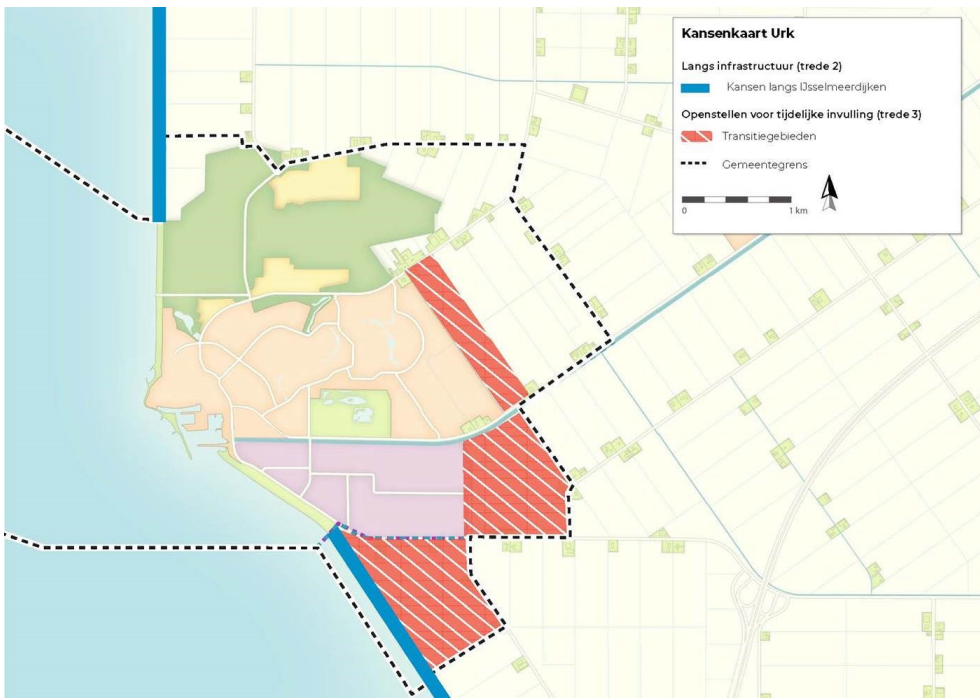 Kansenkaart Urk
Langs infrastructuur (trede 2)
Kansen langs IJsselmeerdijken
Openstellen voor tijdelijke invulling (trede 3)
Transitiegebieden
Gemeentegrens
0 1 km